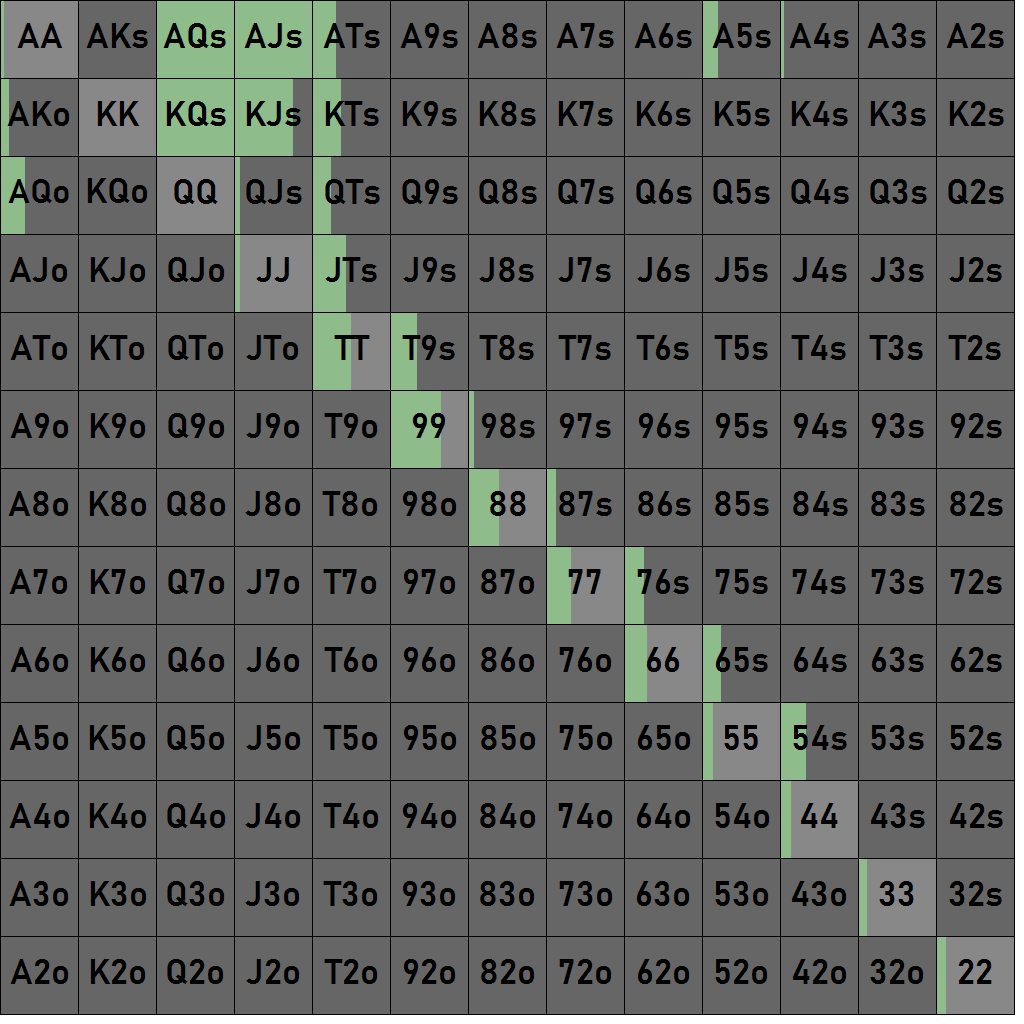 AA AKs AQs AJs ATs A9s A8s A7s A6s A5s A4s A3s A2s
AKo KK KQs KJs KTs K9s K8s K7s K6s K5s K4s K3s K2s
AQo KQo QQ QJs QTs Q9s Q8s Q7s Q6s Q5s Q4s Q3s Q2s
AJo KJo QJo JJ JTs J9s J8s J7s J6s J5s J4s J3s J2s
ATo KTo QTo JTo TT T9s T8s T7s T6s T5s T4s T3s T2s
A9o K9o Q9o J9o T9o 99 98s 97s 96s 95s 94s 93s 92s
A8o K8o Q8o J8o T8o 98o 88 87s 86s 85s 84s 83s 82s
A7o K7o Q7o J7o T7o 97o 87o 77 76s 75s 74s 73s 72s
A6o K6o Q6o J6o T6o 96o 86o 76o 66 65s 64s 63s 62s
A5o K5o Q5o J5o T5o 95o 85o 75o 65o 55 54s 53s 52s
A4o K4o Q4o J4o T4o 94o 84o 74o 64o 54o 44 43s 42s
A3o K3o Q3o J3o T3o 93o 83o 73o 63o 53o 43o 33 32s
A2o K2o Q2o J2o T2o 92o 82o 72o 62o 52o 42o 32o 22